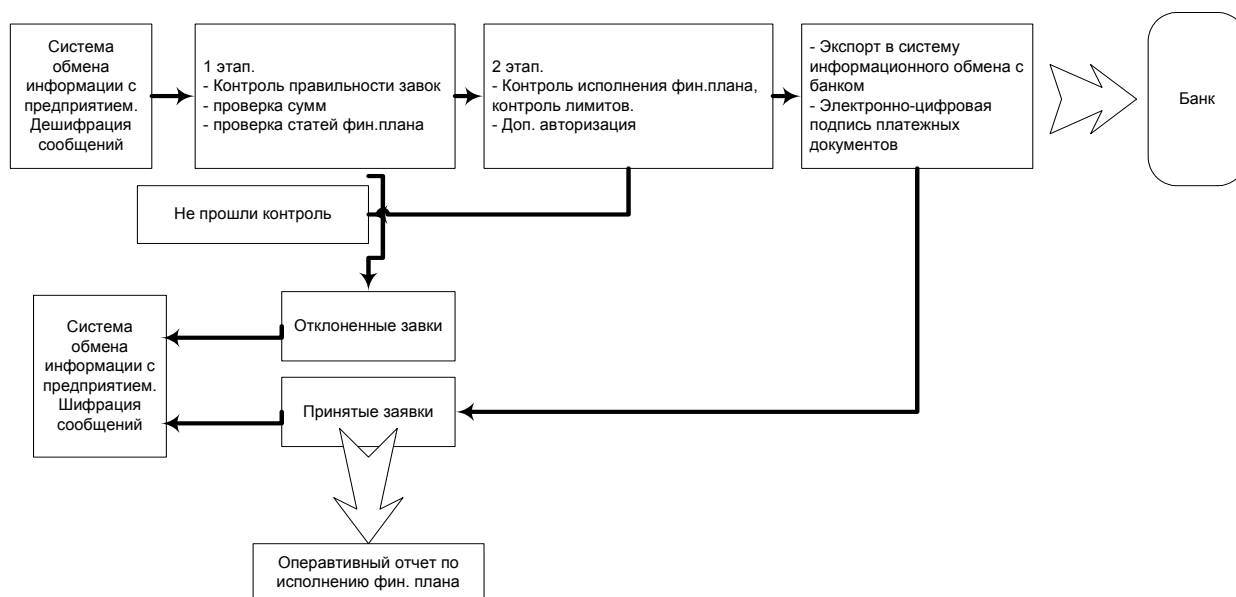 Система
обмена
информации с
предприятием.
Дешифрация
сообщений
1 этап.
- Контроль правильности завок
- проверка сумм
- проверка статей фин.плана
2 этап.
- Контроль исполнения фин.плана,
контроль лимитов.
- Доп. авторизация
- Экспорт в систему
информационного обмена с
банком
- Электронно-цифровая
подпись платежных
документов
Банк
Не прошли контроль
Отклоненные завки
Система
обмена
информации с
предприятием.
Шифрация
сообщений
Принятые заявки
Операвтивный отчет по
исполнению фин. плана